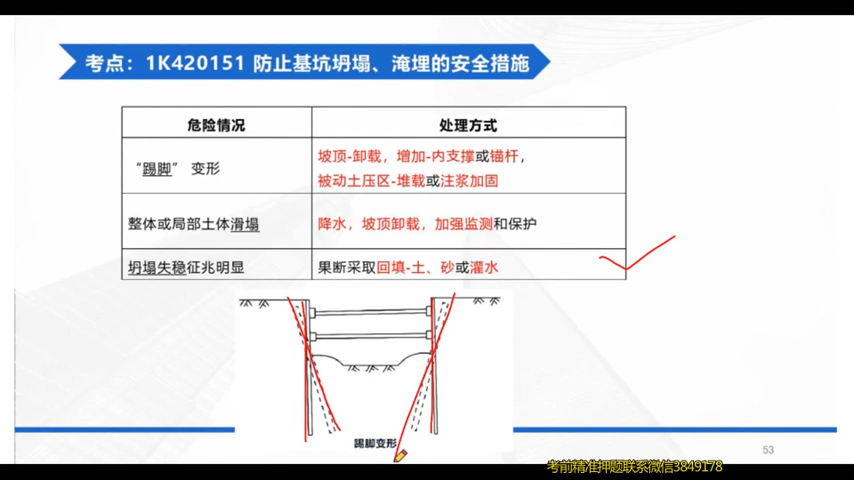 考点：1K420151 防止基坑坍塌、淹埋的安全措施
危险情况
处理方式
“踢脚” 变形
坡顶-卸载，增加-内支撑或锚杆，
被动土压区-堆载或注浆加固
整体或局部土体滑塌
降水，坡顶卸载，加强监测和保护
坍塌失稳征兆明显
果断采取回填-土、砂或灌水
踢脚变形
53
考前精准押题联系微信3849178